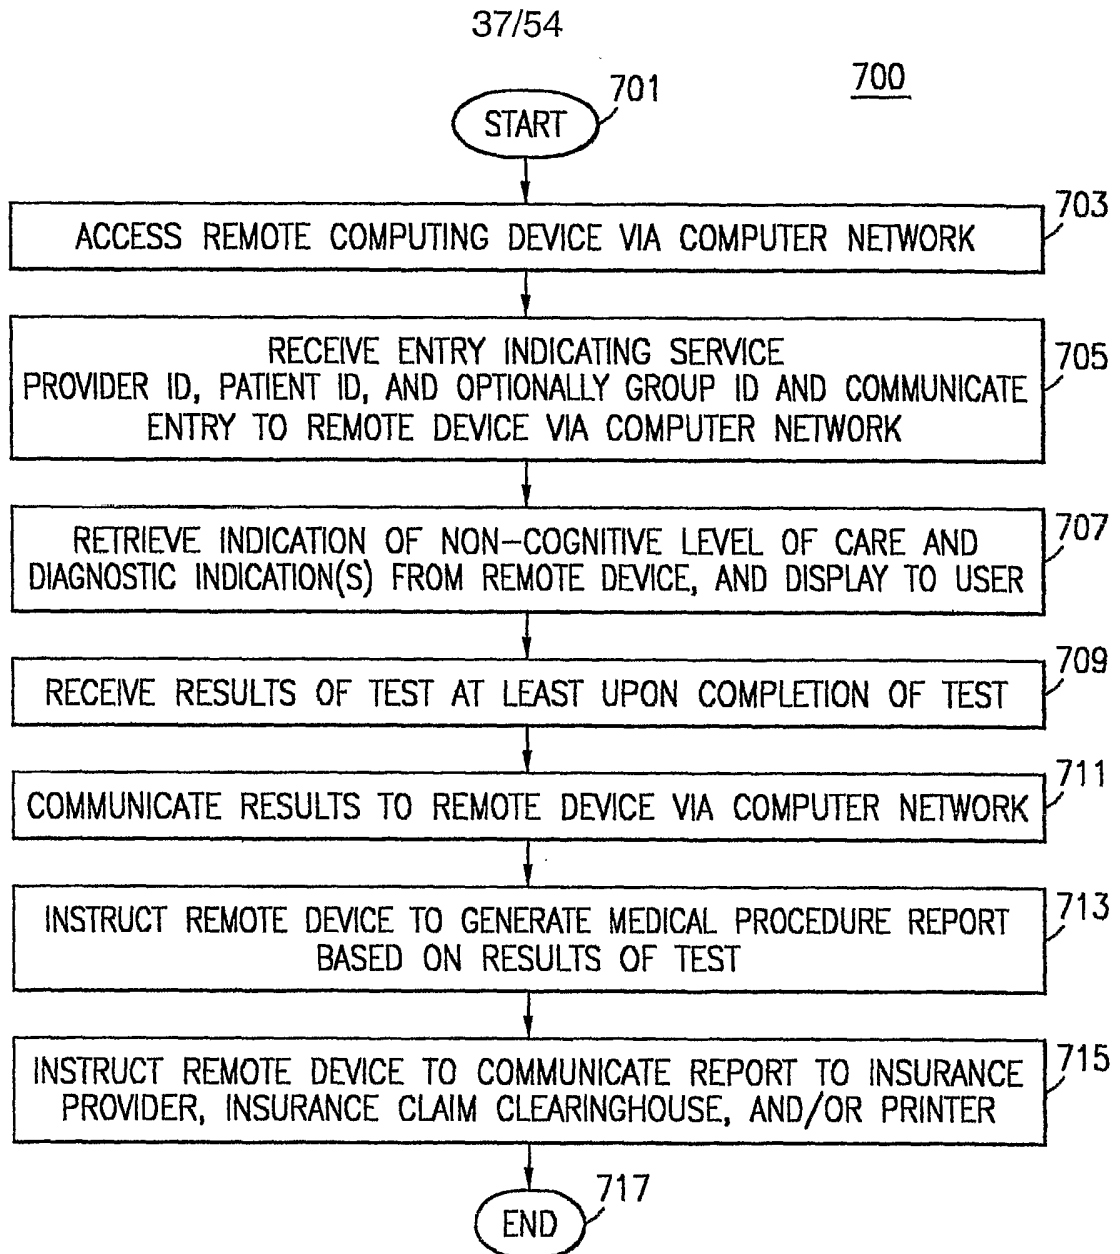 37/54
700
701
START
703
ACCESS REMOTE COMPUTING DEVICE VIA COMPUTER NETWORK
705
RECEIVE ENTRY INDICATING SERVICE
PROVIDER ID, PATIENT ID, AND OPTIONALLY GROUP ID AND COMMUNICATE
ENTRY TO REMOTE DEVICE VIA COMPUTER NETWORK
707
RETRIEVE INDICATION OF NON-COGNITIVE LEVEL OF CARE AND
DIAGNOSTIC INDICATION(S) FROM REMOTE DEVICE, AND DISPLAY TO USER
709
RECEIVE RESULTS OF TEST AT LEAST UPON COMPLETION OF TEST
711
COMMUNICATE RESULTS TO REMOTE DEVICE VIA COMPUTER NETWORK
713
INSTRUCT REMOTE DEVICE TO GENERATE MEDICAL PROCEDURE REPORT
BASED ON RESULTS OF TEST
715
INSTRUCT REMOTE DEVICE TO COMMUNICATE REPORT TO INSURANCE
PROVIDER, INSURANCE CLAIM CLEARINGHOUSE, AND/OR PRINTER
717
END